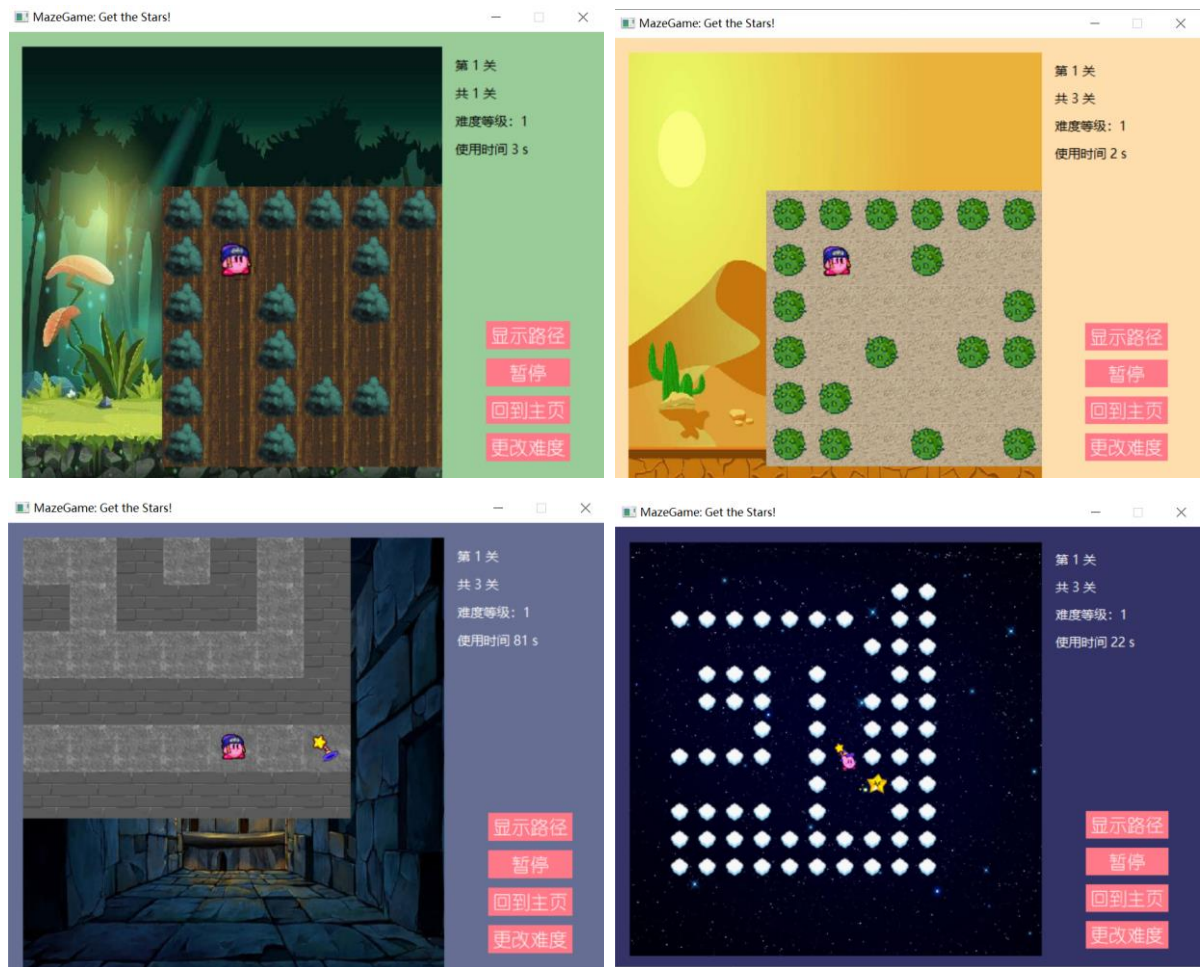 MazeGame: Get the Stars!
第 1 关
共 1 关
难度等级：1
使用时间 3 s
显示路径
暂停
回到主页
更改难度
MazeGame: Get the Stars!
第 1 关
共 3 关
难度等级：1
使用时间 2 s
显示路径
暂停
回到主页
更改难度
MazeGame: Get the Stars!
第 1 关
共 3 关
难度等级：1
使用时间 81 s
显示路径
暂停
回到主页
更改难度
MazeGame: Get the Stars!
第 1 关
共 3 关
难度等级：1
使用时间 22 s
显示路径
暂停
回到主页
更改难度